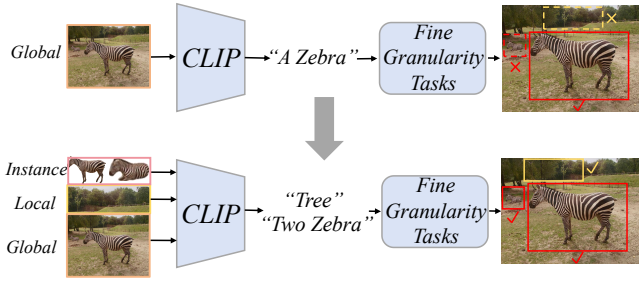 Global
CLIP
“A Zebra”
Fine
Granularity
Tasks
Instance
Local
Global
CLIP
“Tree”
“Two Zebra”
Fine
Granularity
Tasks